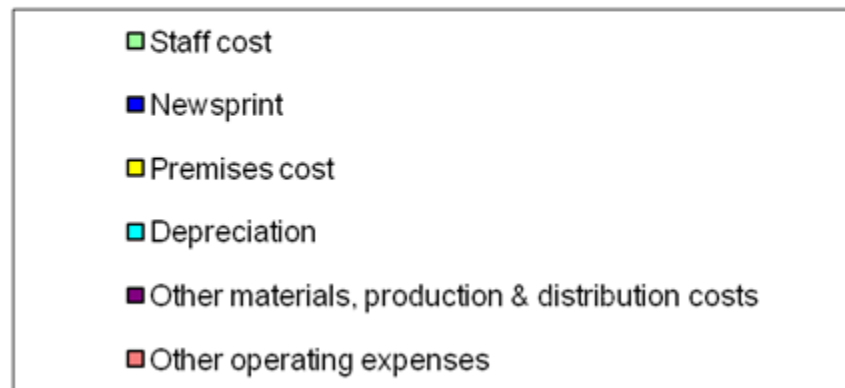 Staff cost
Newsprint
Premises cost
Depreciation
Other materials, production & distribution costs
Other operating expenses